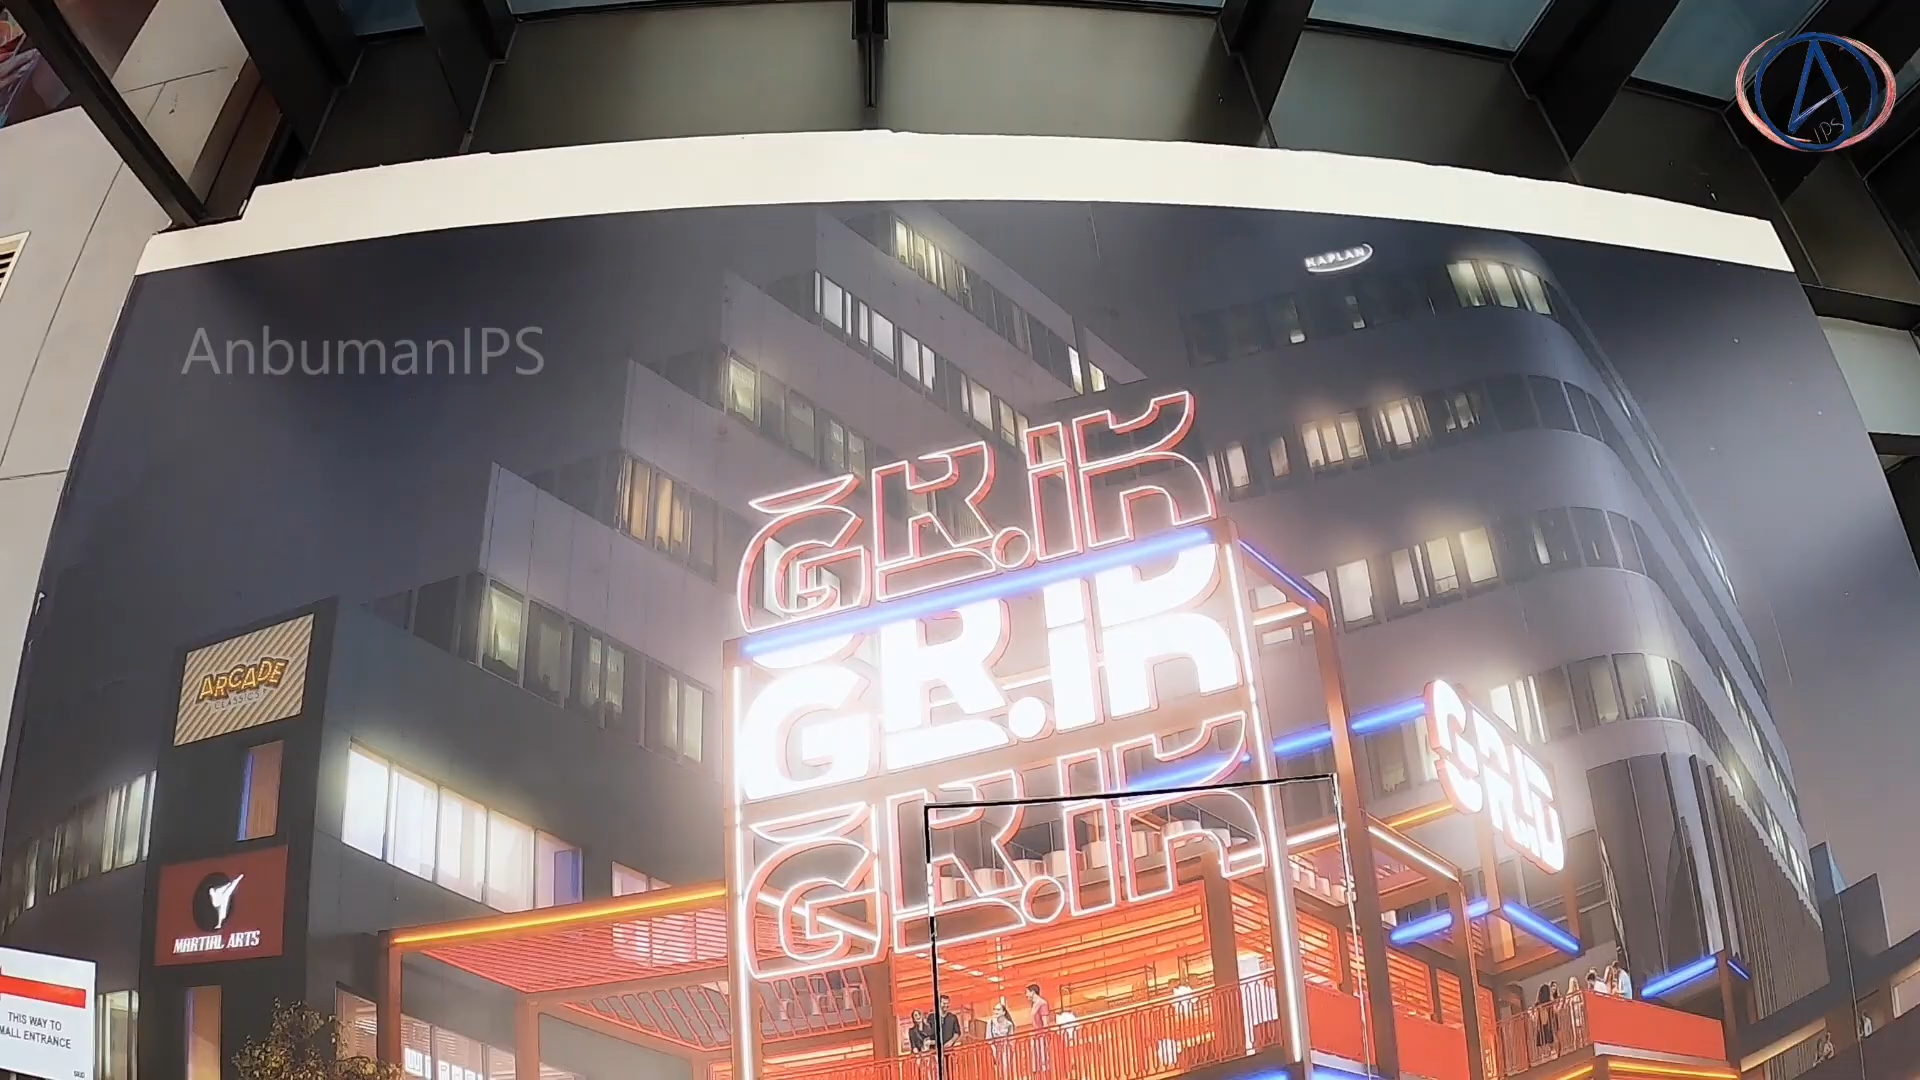 IPS
KAPLAN
AnbumanIPS
GR.iD
GR.iD
GR.iD
GR.iD
ARCADE
CLASSICS
MARTIAL ARTS
THIS WAY TO
MALL ENTRANCE